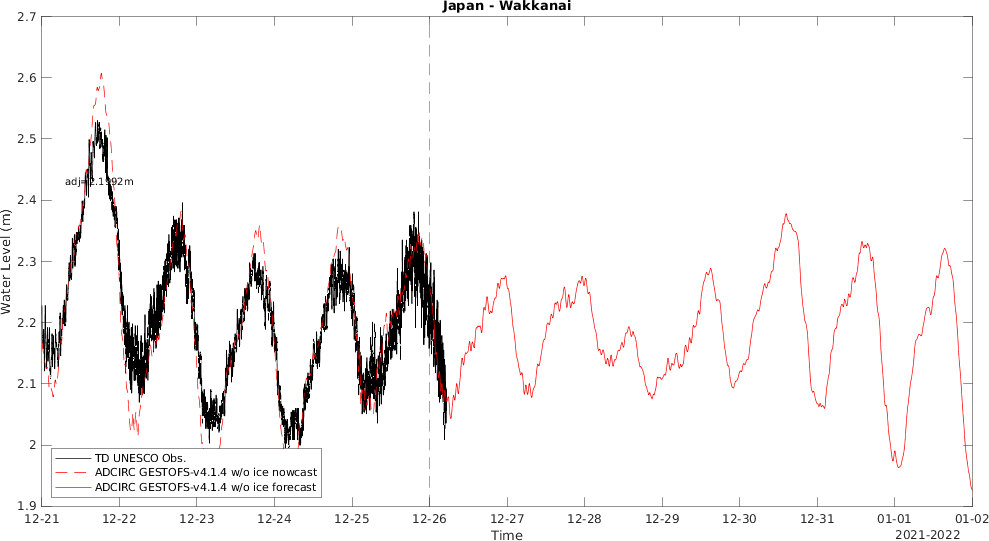 Japan - Wakkanai
2.7
2.6
2.5
2.4
2.3
2.2
2.1
2
1.9
Water Level (m)
adj=2.1992m
TD UNESCO Obs.
ADCIRC GESTOFS-v4.1.4 w/o ice nowcast
ADCIRC GESTOFS-v4.1.4 w/o ice forecast
12-21 12-22 12-23 12-24 12-25 12-26 12-27 12-28 12-29 12-30 12-31 01-01 01-02
Time
2021-2022